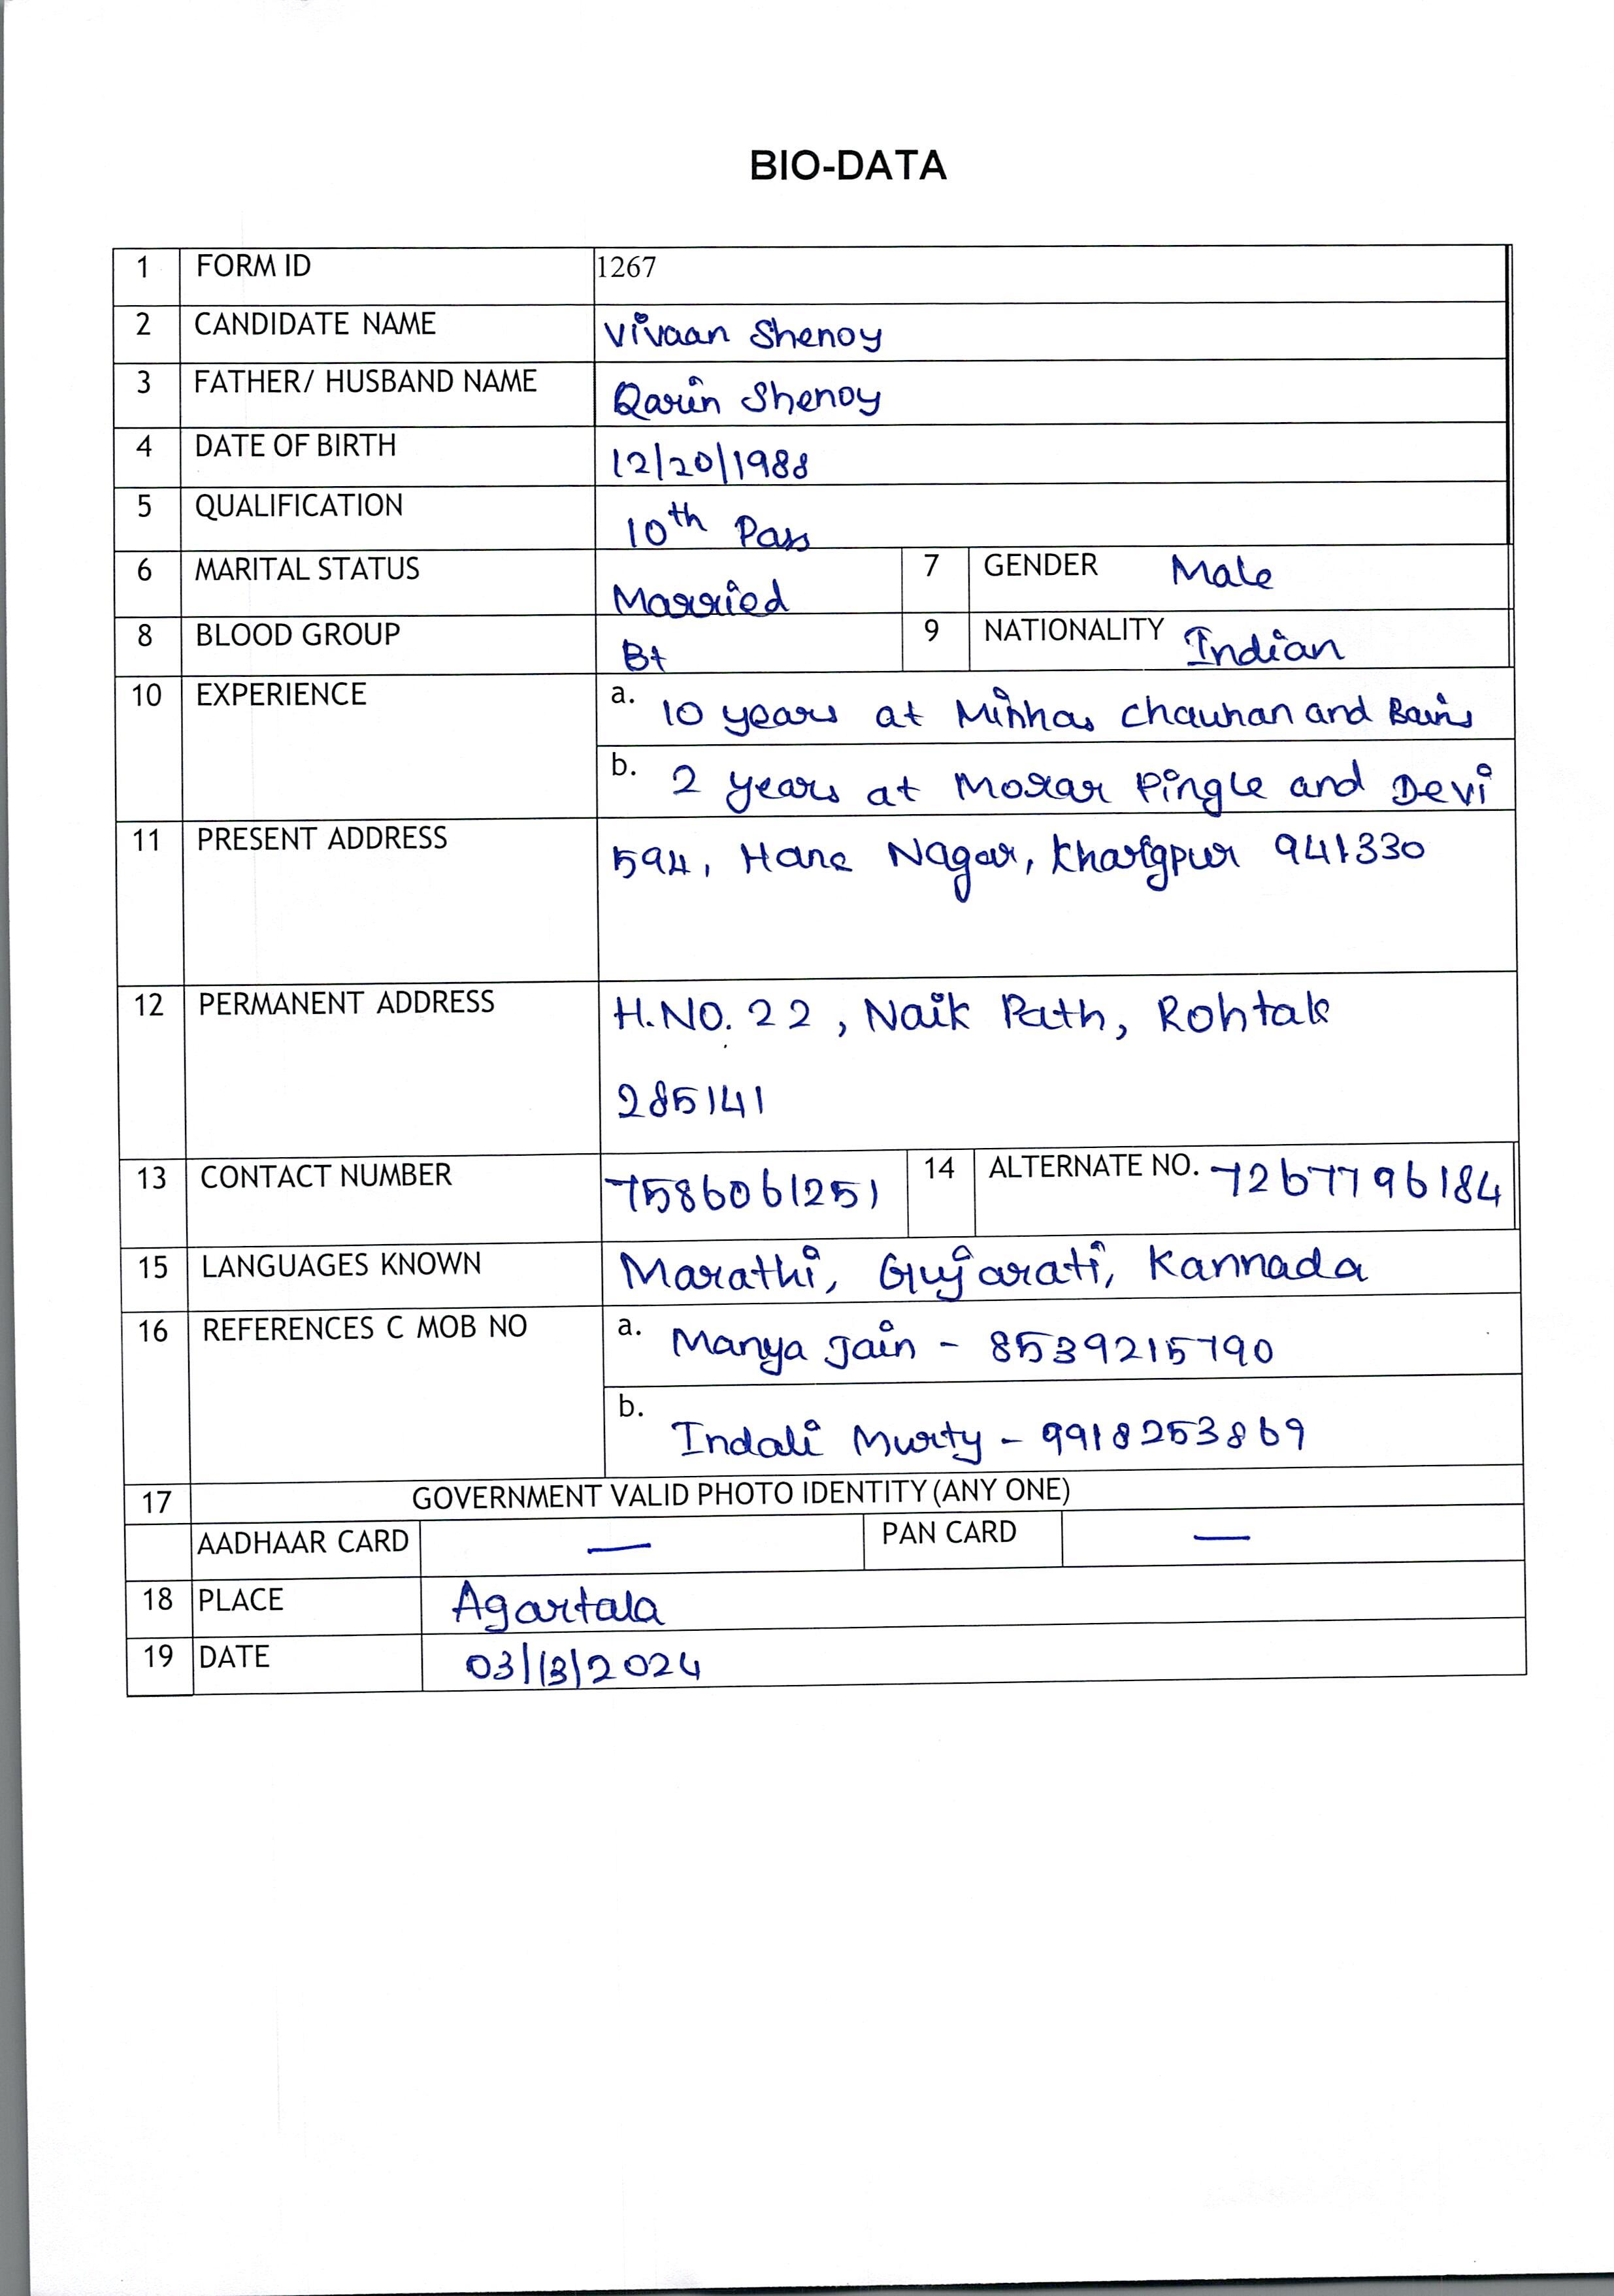 BIO-DATA
1 FORM ID 1267
2 CANDIDATE NAME Vivaan Shenoy
3 FATHER/ HUSBAND NAME Qarin Shenoy
4 DATE OF BIRTH 12/20/1988
5 QUALIFICATION 10th Pass
6 MARITAL STATUS Married 7 GENDER Male
8 BLOOD GROUP B+ 9 NATIONALITY Indian
10 EXPERIENCE a. 10 years at Minhas Chauhan and Bains
b. 2 years at Morar Pingle and Devi
11 PRESENT ADDRESS 594, Hans Nagar, Kharagpur 941330
12 PERMANENT ADDRESS H.NO. 22, Naik Path, Rohtak
285141
13 CONTACT NUMBER 7586061251 14 ALTERNATE NO. 7267796184
15 LANGUAGES KNOWN Marathi, Gujarati, Kannada
16 REFERENCES C MOB NO a. Manya Jain - 8539215790
b. Indali Murty - 9918253869
17 GOVERNMENT VALID PHOTO IDENTITY (ANY ONE)
AADHAAR CARD — PAN CARD —
18 PLACE Agartala
19 DATE 03/13/2024